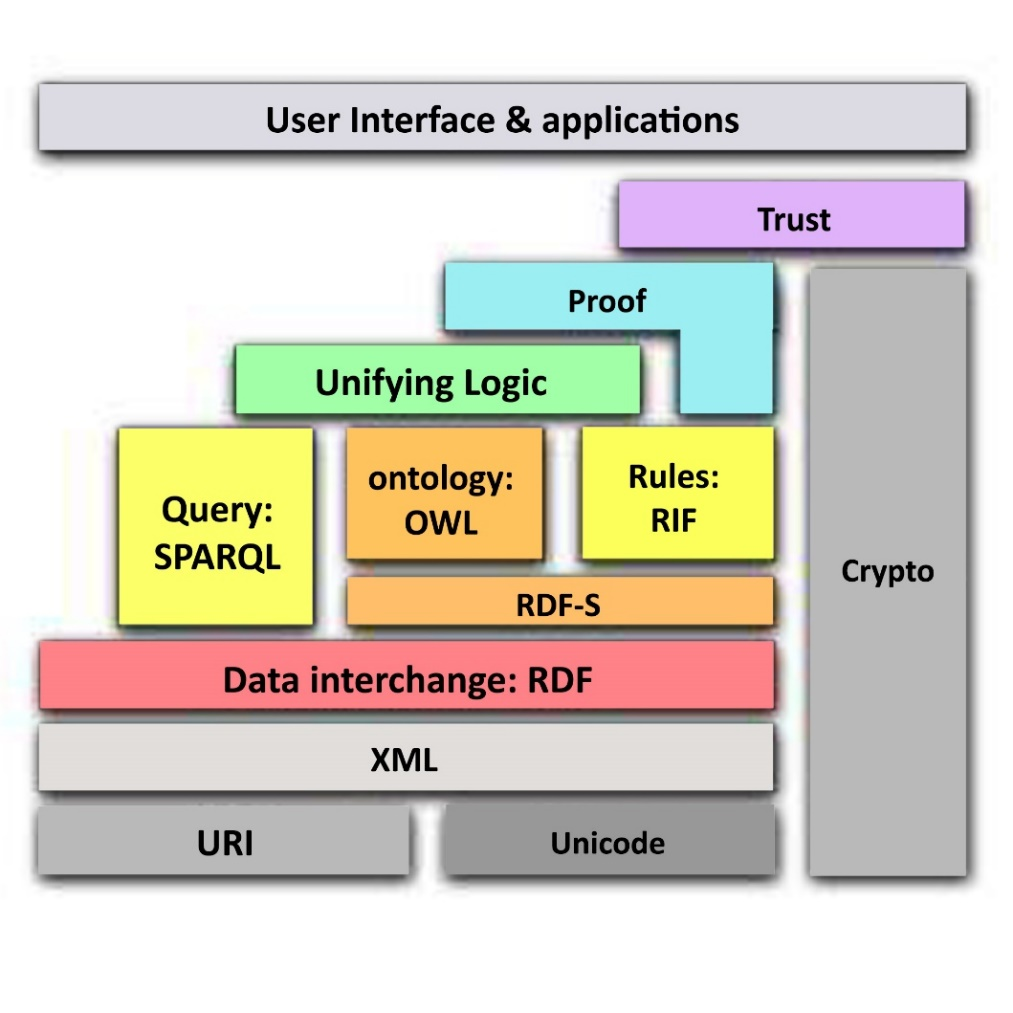 User Interface & applications
Trust
Proof
Unifying Logic
Query:
SPARQL
ontology:
OWL
Rules:
RIF
Crypto
RDF-S
Data interchange: RDF
XML
URI
Unicode